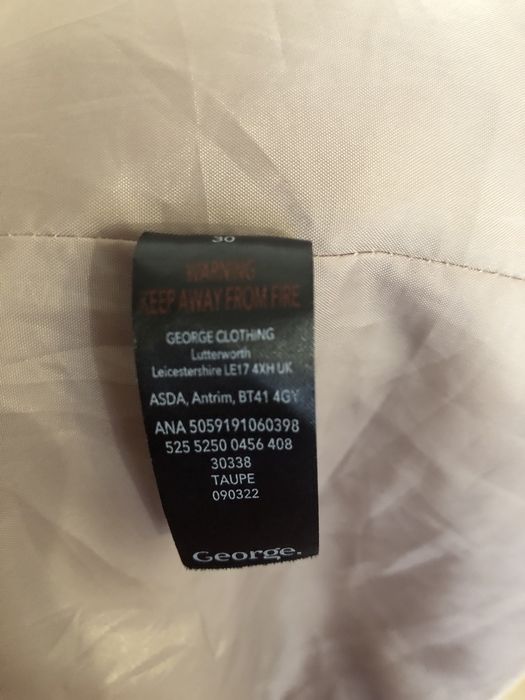 30
WARNING
KEEP AWAY FROM FIRE
GEORGE CLOTHING
Lutterworth
Leicestershire LE17 4XH UK
ASDA, Antrim, BT41 4GY
ANA 5059191060398
525 5250 0456 408
30338
TAUPE
090322
George.